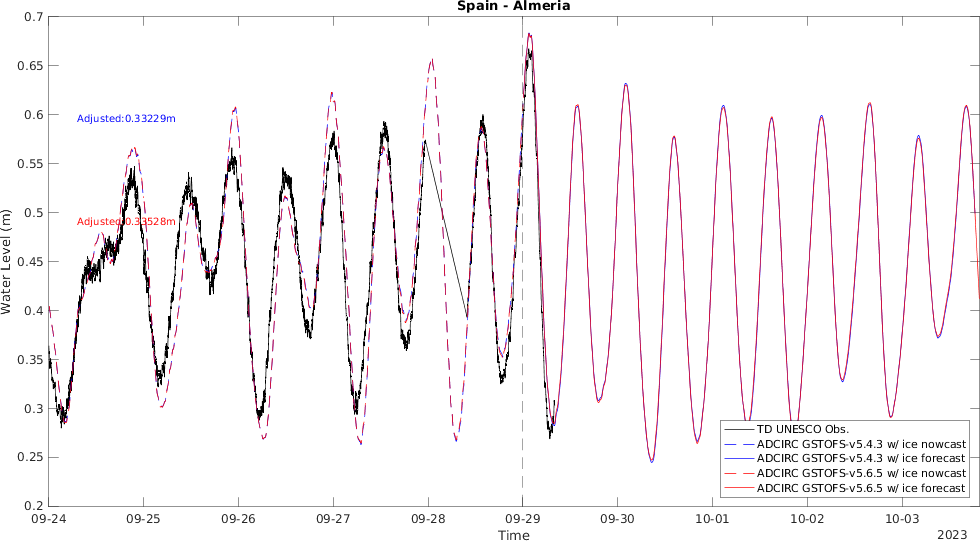 Spain - Almeria
0.7
0.65
0.6
0.55
0.5
0.45
0.4
0.35
0.3
0.25
0.2
Water Level (m)
Adjusted:0.33229m
Adjusted:0.33528m
TD UNESCO Obs.
ADCIRC GSTOFS-v5.4.3 w/ ice nowcast
ADCIRC GSTOFS-v5.4.3 w/ ice forecast
ADCIRC GSTOFS-v5.6.5 w/ ice nowcast
ADCIRC GSTOFS-v5.6.5 w/ ice forecast
09-24 09-25 09-26 09-27 09-28 09-29 09-30 10-01 10-02 10-03
Time
2023